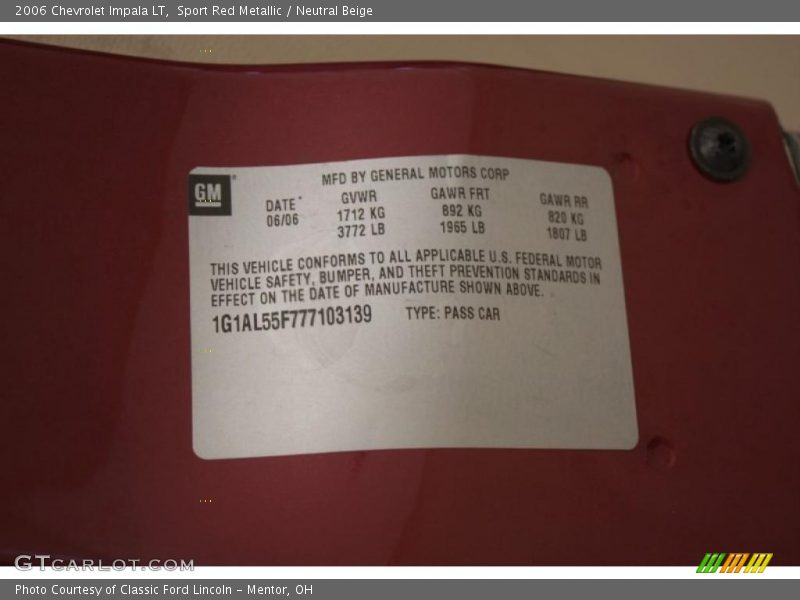 2006 Chevrolet Impala LT, Sport Red Metallic / Neutral Beige
GM
MFD BY GENERAL MOTORS CORP
DATE GVWR GAWR FRT GAWR RR
06/06 1712 KG 892 KG 820 KG
3772 LB 1965 LB 1807 LB
THIS VEHICLE CONFORMS TO ALL APPLICABLE U.S. FEDERAL MOTOR
VEHICLE SAFETY, BUMPER, AND THEFT PREVENTION STANDARDS IN
EFFECT ON THE DATE OF MANUFACTURE SHOWN ABOVE.
1G1AL55F777103139 TYPE: PASS CAR
GTCARLOT.COM
Photo Courtesy of Classic Ford Lincoln – Mentor, OH